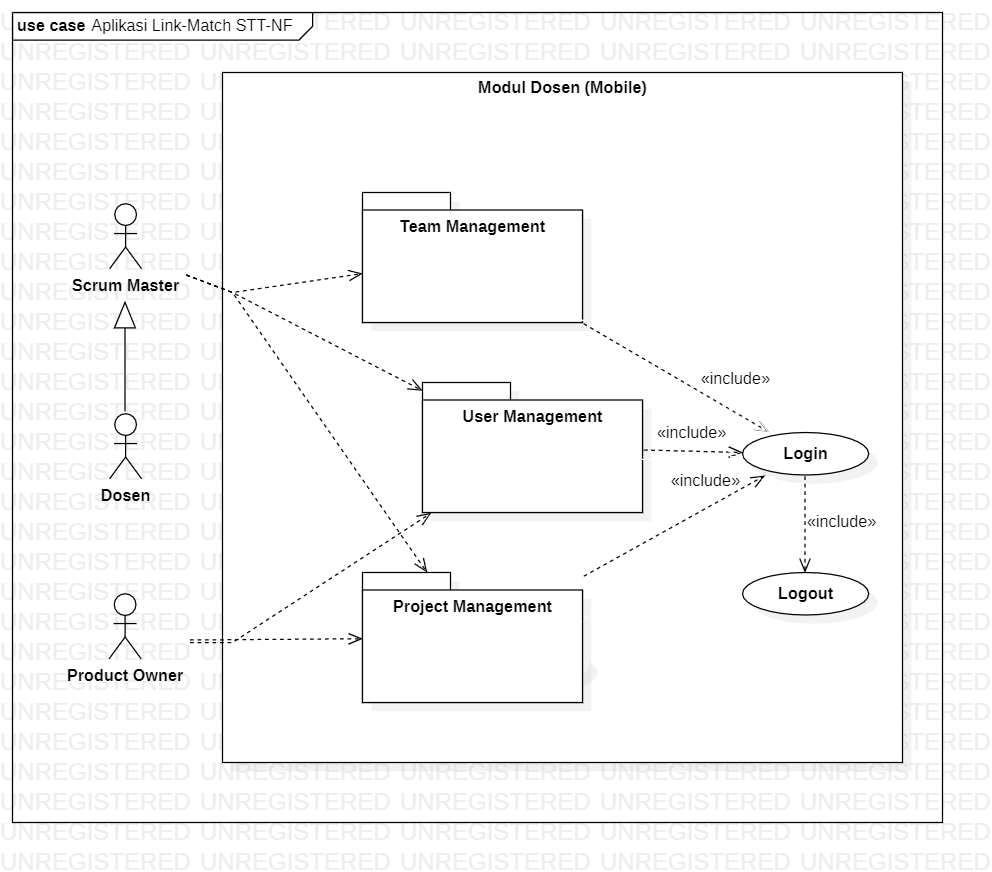 use case Aplikasi Link-Match STT-NF
Modul Dosen (Mobile)
Team Management
Scrum Master
«include»
User Management
«include»
Login
«include»
Dosen
«include»
Project Management
Logout
Product Owner
UNREGISTERED